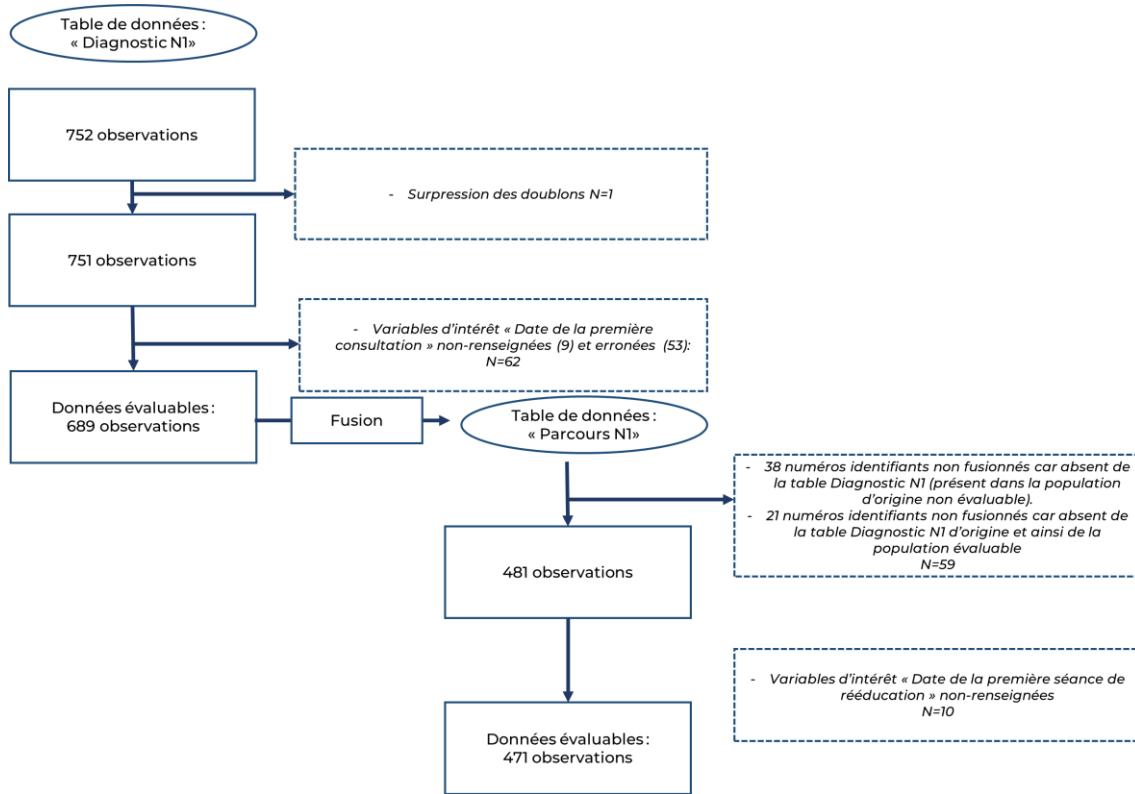 Table de données :
« Diagnostic N1»
752 observations
- Surpression des doublons N=1
751 observations
- Variables d'intérêt « Date de la première
consultation » non-renseignées (9) et erronées (53):
N=62
Données évaluables :
689 observations
Fusion
Table de données :
« Parcours N1»
- 38 numéros identifiants non fusionnés car absent de
la table Diagnostic N1 (présent dans la population
d'origine non évaluable).
- 21 numéros identifiants non fusionnés car absent de
la table Diagnostic N1 d'origine et ainsi de la
population évaluable
N=59
481 observations
- Variables d'intérêt « Date de la première séance de
rééducation » non-renseignées
N=10
Données évaluables :
471 observations